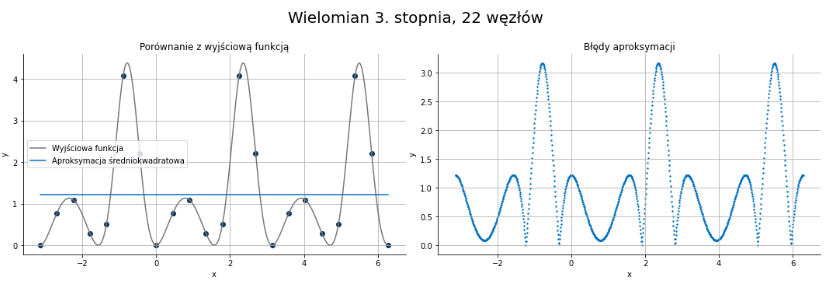 Wielomian 3. stopnia, 22 węzłów
Porównanie z wyjściową funkcją
4
3
2
1
0
y
Wyjściowa funkcja
Aproksymacja średniokwadratowa
−2
0
2
4
6
x
Błędy aproksymacji
3.0
2.5
2.0
1.5
1.0
0.5
0.0
y
−2
0
2
4
6
x